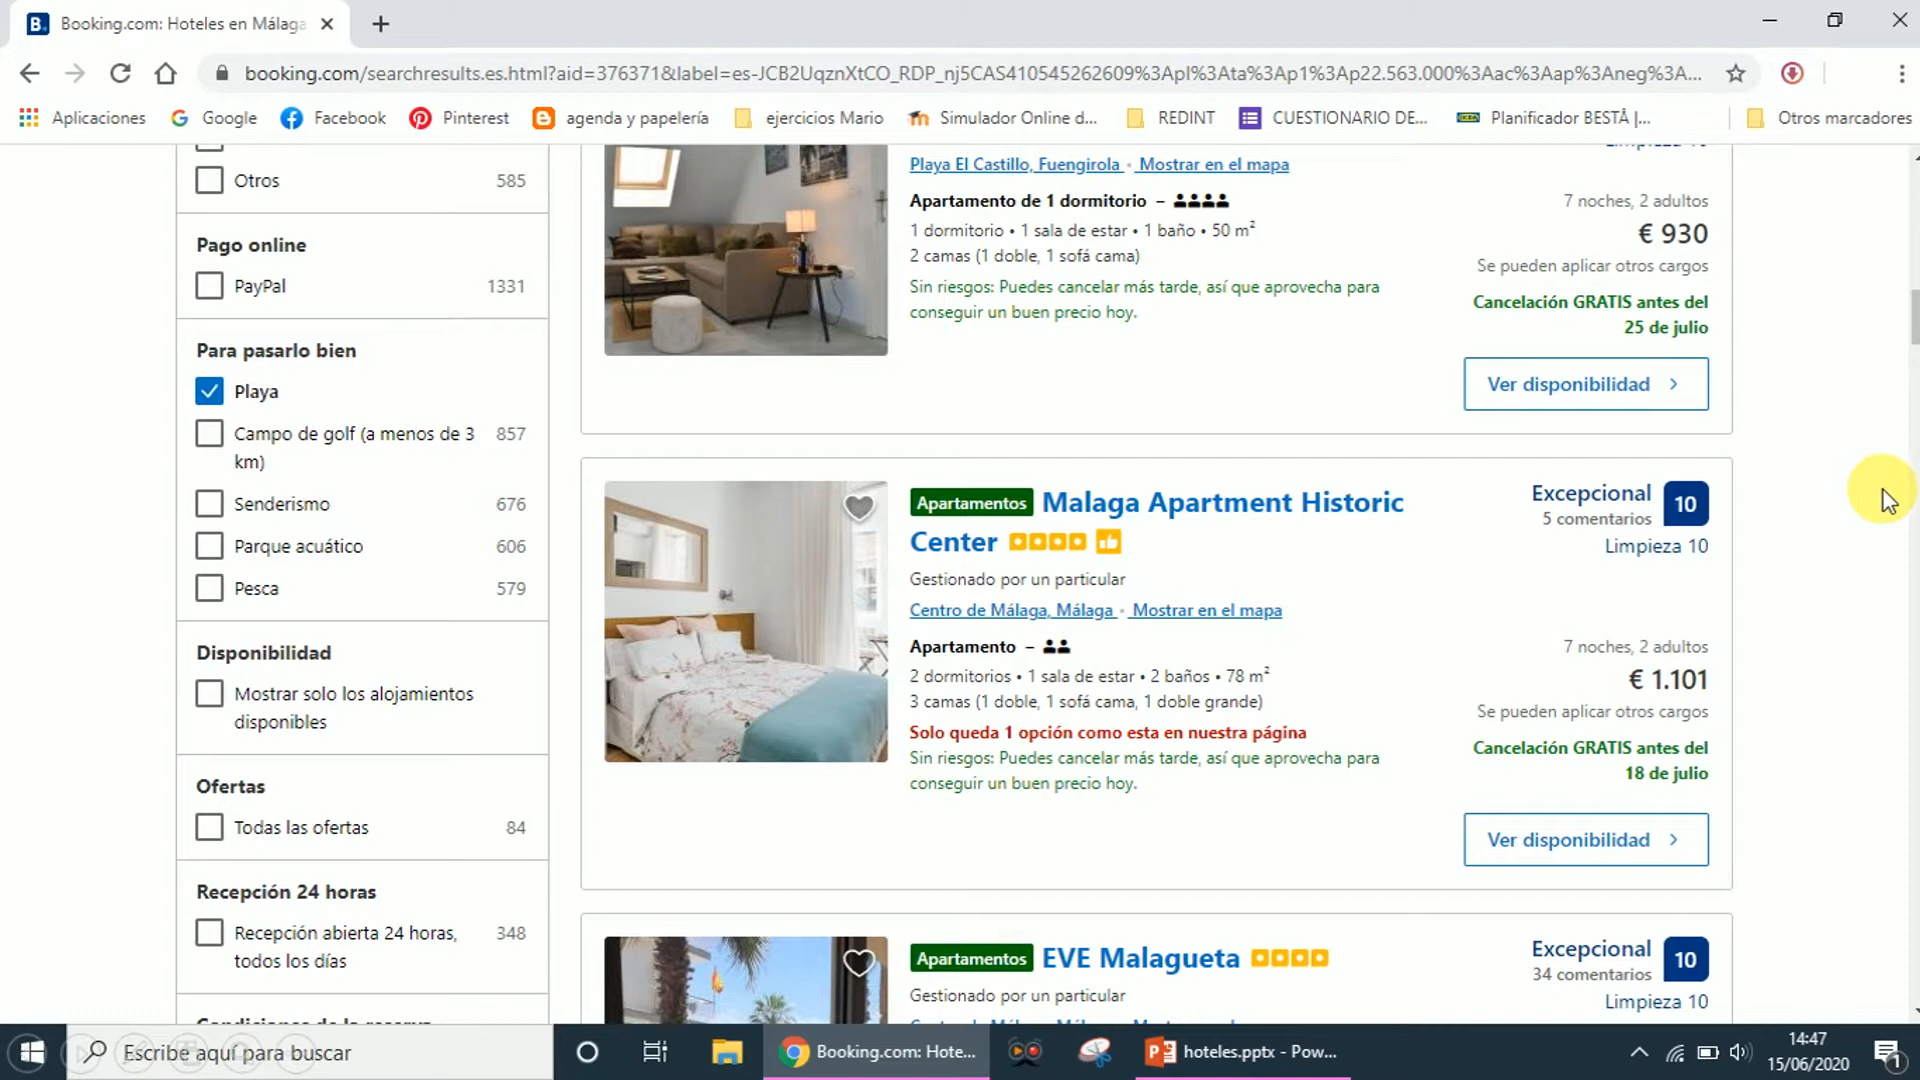 Booking.com: Hoteles en Málaga
booking.com/searchresults.es.html?aid=376371&label=es-JCB2UqznXtCO_RDP_nj5CAS410545262609%3Apl%3Ata%3Ap1%3Ap22.563.000%3Aac%3Aap%3Aneg%3A...
Aplicaciones
Google
Facebook
Pinterest
agenda y papelería
ejercicios Mario
Simulador Online d...
REDINT
CUESTIONARIO DE...
Planificador BESTÅ |...
Otros marcadores
Otros 585
Pago online
PayPal 1331
Para pasarlo bien
Playa
Campo de golf (a menos de 3 857
km)
Senderismo 676
Parque acuático 606
Pesca 579
Disponibilidad
Mostrar solo los alojamientos
disponibles
Ofertas
Todas las ofertas 84
Recepción 24 horas
Recepción abierta 24 horas, 348
todos los días
Playa El Castillo, Fuengirola • Mostrar en el mapa
Apartamento de 1 dormitorio –
1 dormitorio • 1 sala de estar • 1 baño • 50 m²
2 camas (1 doble, 1 sofá cama)
Sin riesgos: Puedes cancelar más tarde, así que aprovecha para
conseguir un buen precio hoy.
7 noches, 2 adultos
€ 930
Se pueden aplicar otros cargos
Cancelación GRATIS antes del
25 de julio
Ver disponibilidad
Apartamentos Malaga Apartment Historic
Center
Gestionado por un particular
Centro de Málaga, Málaga • Mostrar en el mapa
Apartamento –
2 dormitorios • 1 sala de estar • 2 baños • 78 m²
3 camas (1 doble, 1 sofá cama, 1 doble grande)
Solo queda 1 opción como esta en nuestra página
Sin riesgos: Puedes cancelar más tarde, así que aprovecha para
conseguir un buen precio hoy.
Excepcional 10
5 comentarios
Limpieza 10
7 noches, 2 adultos
€ 1.101
Se pueden aplicar otros cargos
Cancelación GRATIS antes del
18 de julio
Ver disponibilidad
Apartamentos EVE Malagueta
Gestionado por un particular
Excepcional 10
34 comentarios
Limpieza 10
Escribe aquí para buscar
Booking.com: Hote...
hoteles.pptx - Pow...
14:47
15/06/2020
1